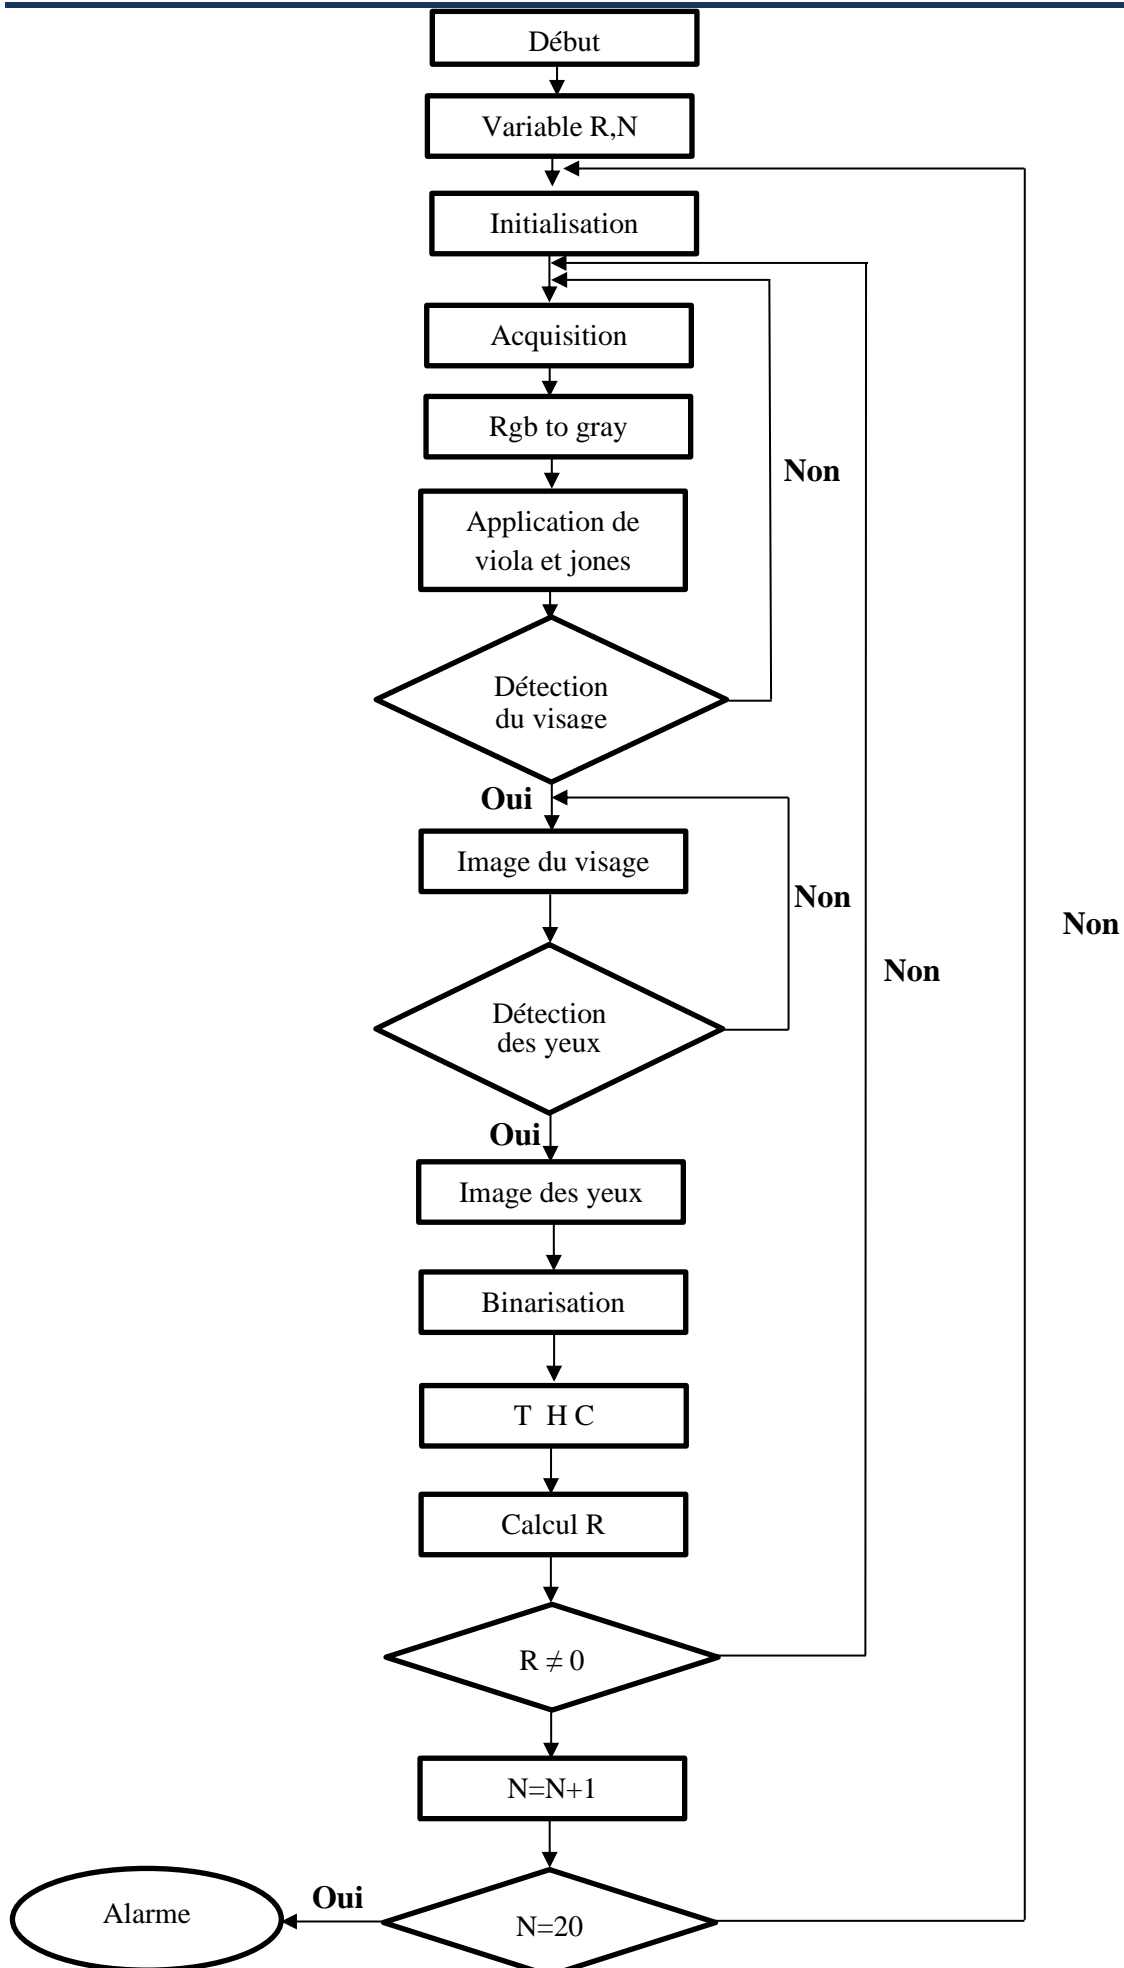 Début
Variable R,N
Initialisation
Acquisition
Rgb to gray
Non
Application de
viola et jones
Détection
du visage
Oui
Image du visage
Non
Non
Non
Détection
des yeux
Oui
Image des yeux
Binarisation
T H C
Calcul R
R ≠ 0
N=N+1
Alarme
Oui
N=20